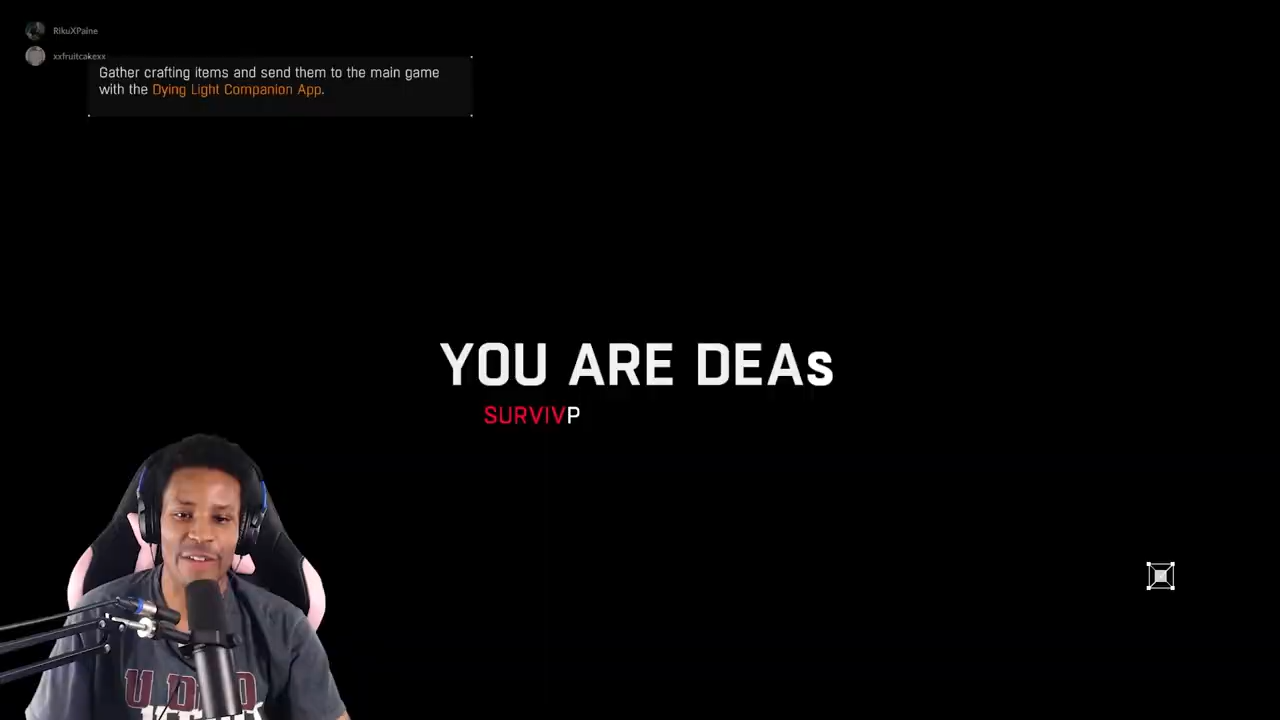 RikuXPaine
xxfruitcakexx
Gather crafting items and send them to the main game
with the Dying Light Companion App.
YOU ARE DEAs
SURVIVP